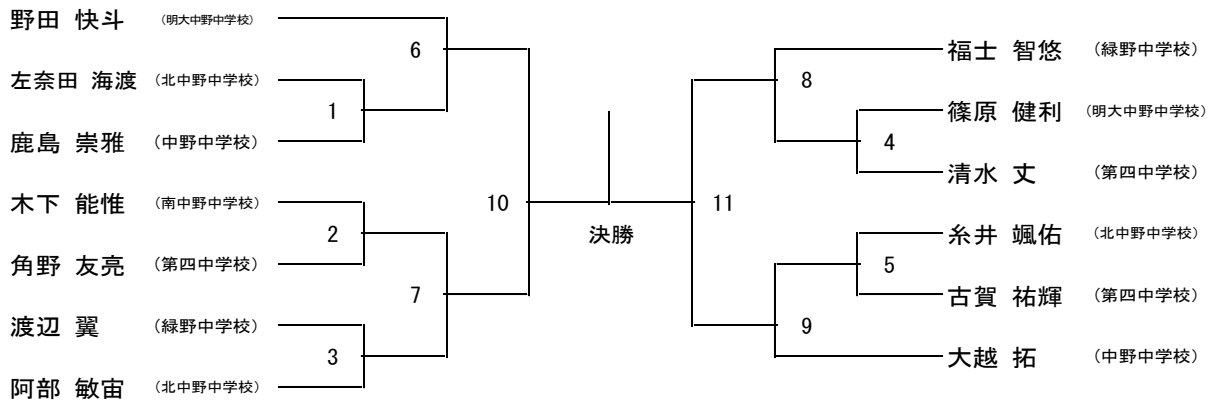 野田 快斗 (明大中野中学校)
左奈田 海渡 (北中野中学校)
鹿島 崇雅 (中野中学校)
木下 能惟 (南中野中学校)
角野 友亮 (第四中学校)
渡辺 翼 (緑野中学校)
阿部 敏宙 (北中野中学校)
6
1
2
7
3
10
決勝
11
8
4
5
9
福士 智悠 (緑野中学校)
篠原 健利 (明大中野中学校)
清水 丈 (第四中学校)
糸井 颯佑 (北中野中学校)
古賀 祐輝 (第四中学校)
大越 拓 (中野中学校)